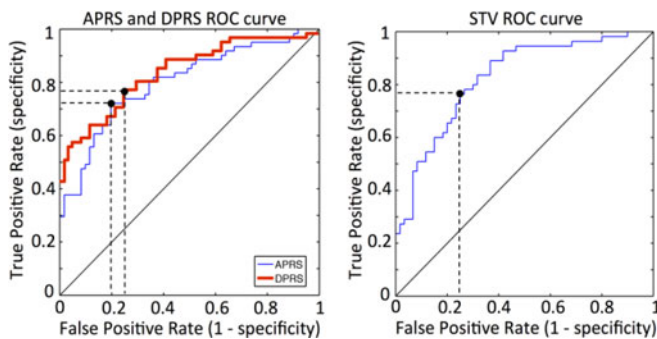 APRS and DPRS ROC curve
True Positive Rate (specificity)
1
0.8
0.6
0.4
0.2
0
0 0.2 0.4 0.6 0.8 1
APRS
DPRS
False Positive Rate (1 - specificity)
STV ROC curve
True Positive Rate (specificity)
1
0.8
0.6
0.4
0.2
0
0 0.2 0.4 0.6 0.8 1
False Positive Rate (1 - specificity)